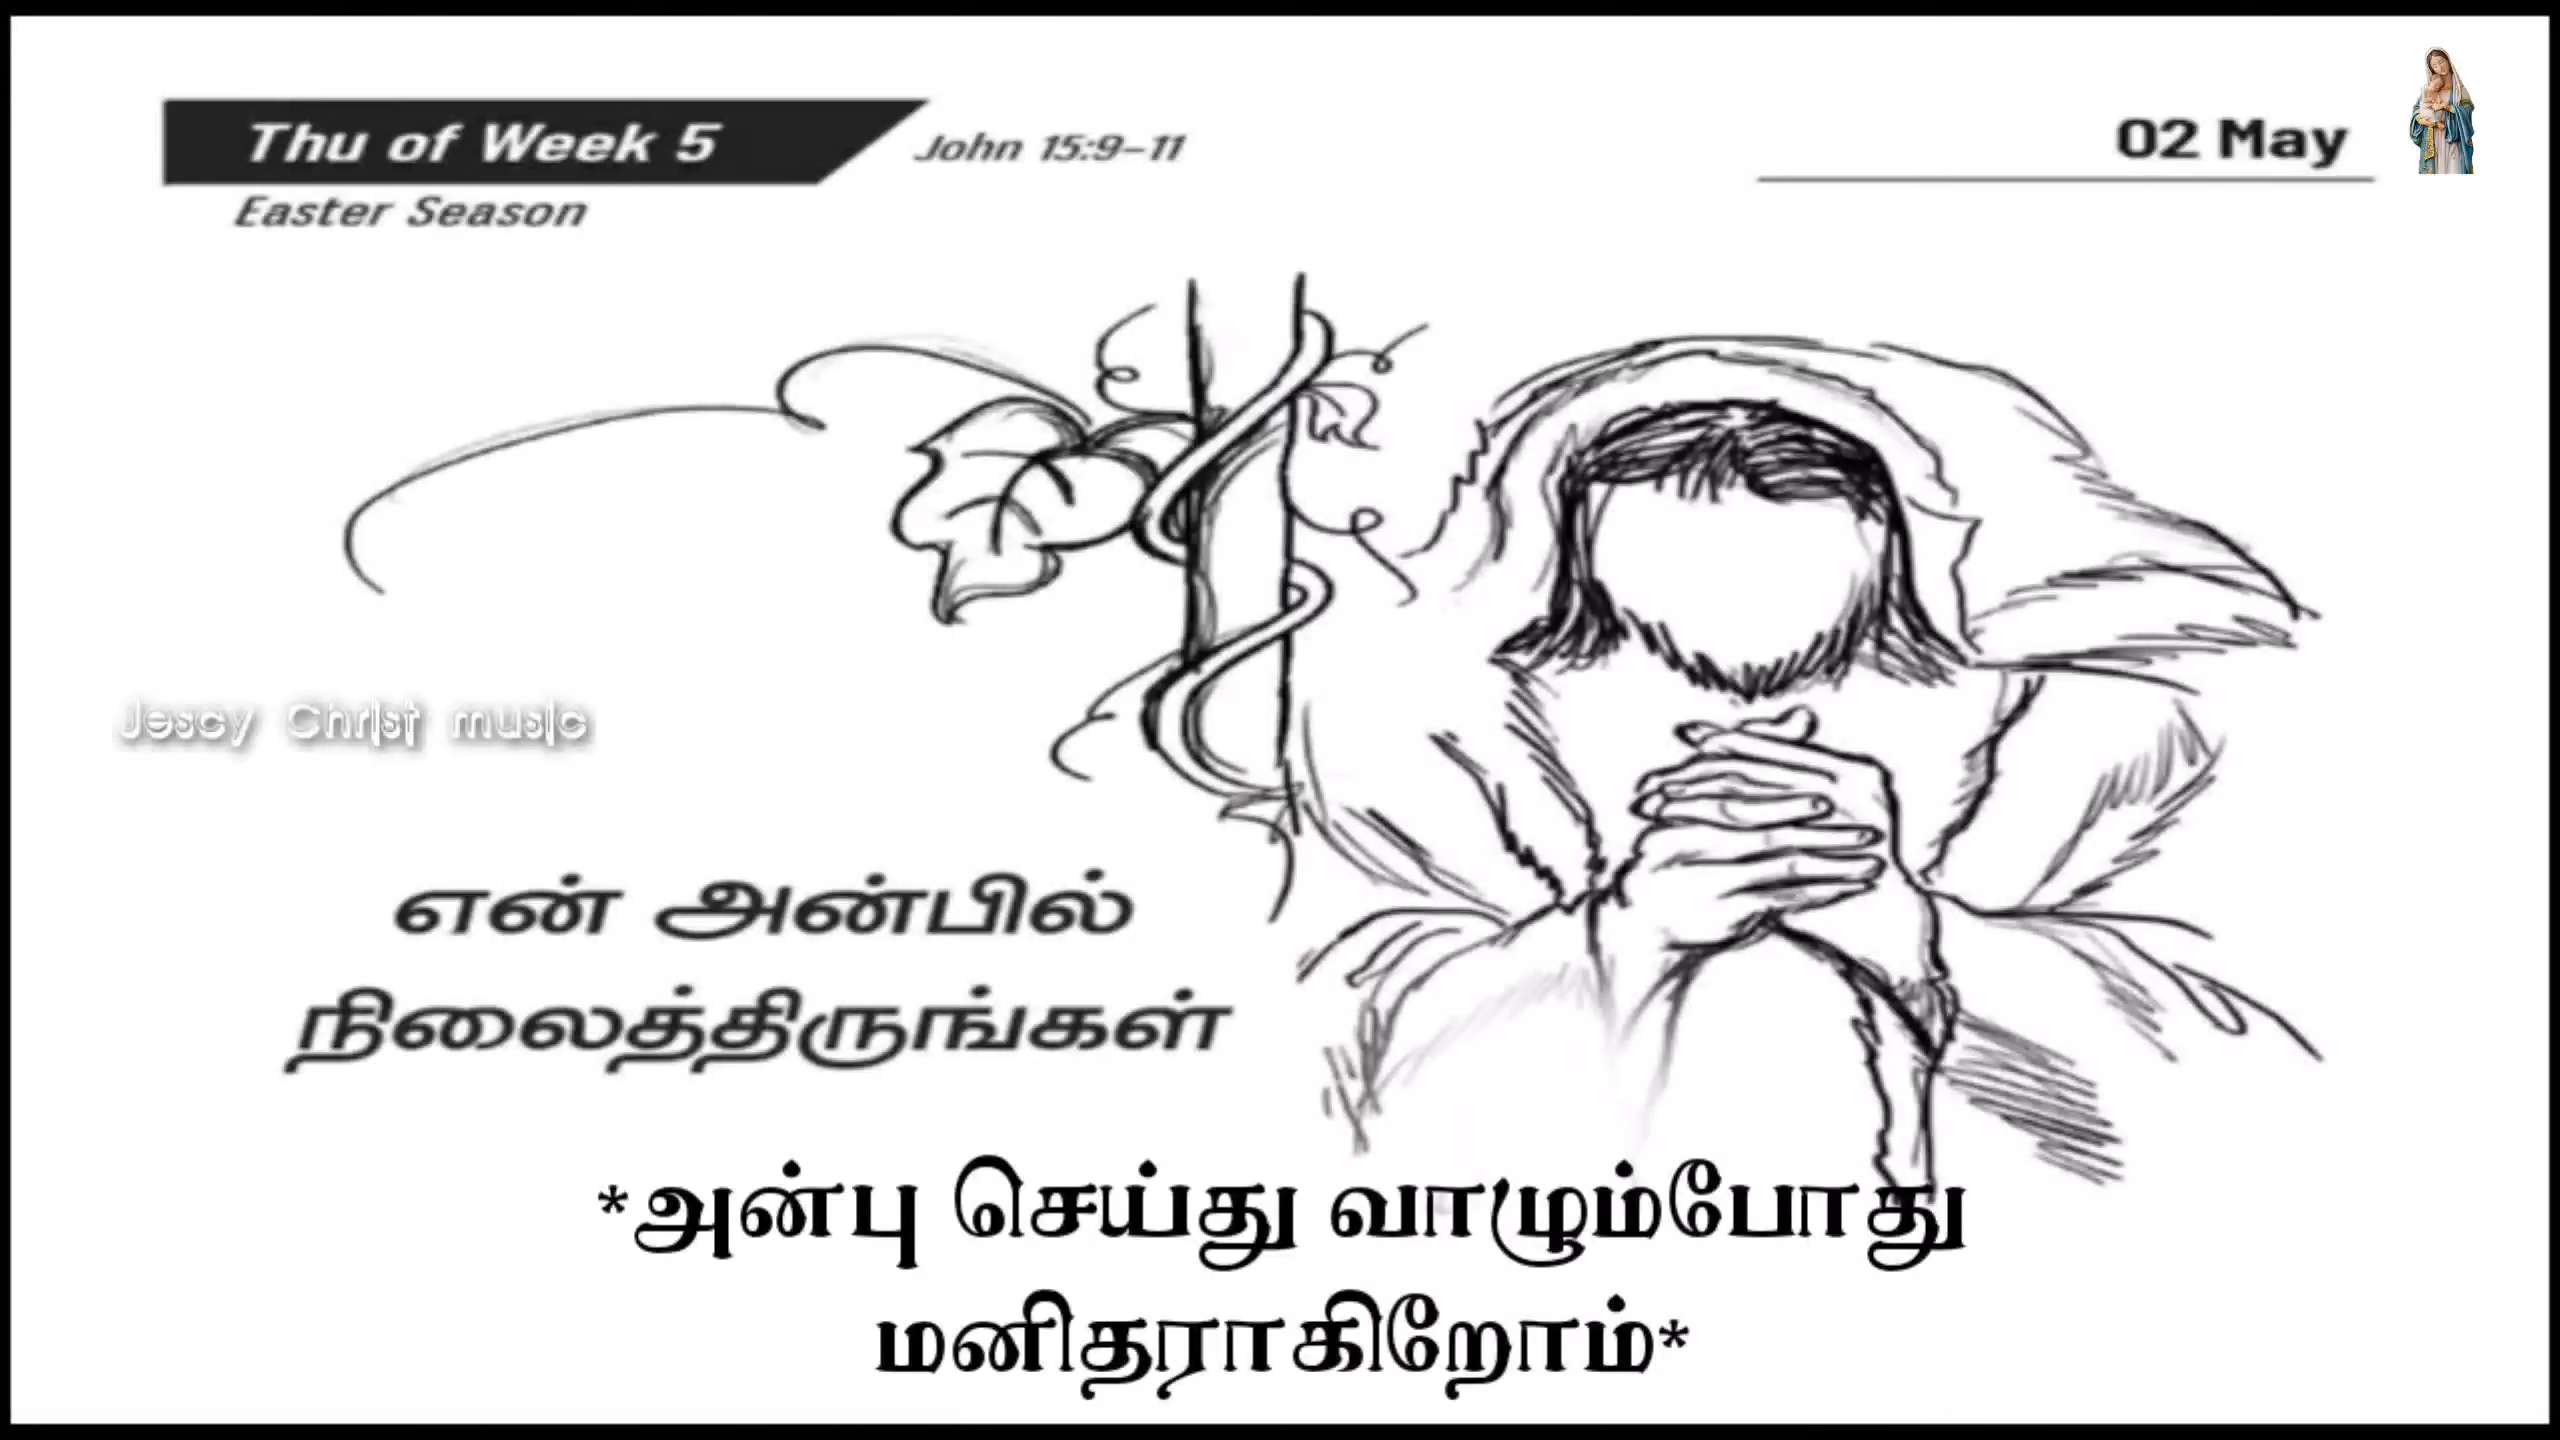 Thu of Week 5
John 15:9–11
02 May
Easter Season
Jescy Christ music
என் அன்பில்
நிலைத்திருங்கள்
*அன்பு செய்து வாழும்போது
மனிதராகிறோம்*